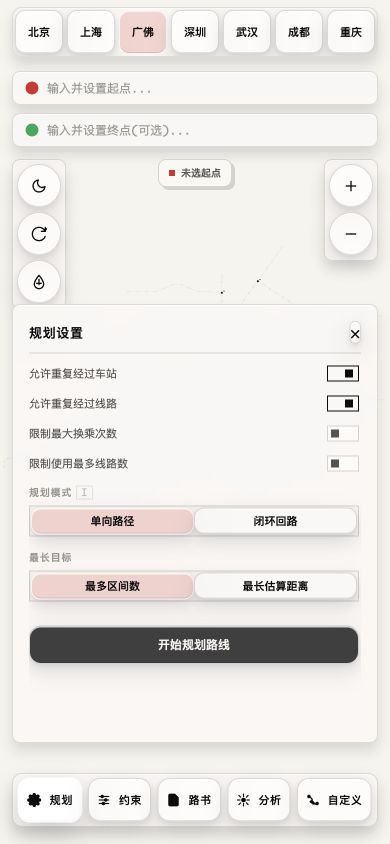 北京 上海 广佛 深圳 武汉 成都 重庆
输入并设置起点...
输入并设置终点(可选)...
未选起点
规划设置
允许重复经过车站
允许重复经过线路
限制最大换乘次数
限制使用最多线路数
规划模式 I
单向路径 闭环回路
最长目标
最多区间数 最长估算距离
开始规划路线
规划 约束 路书 分析 自定义